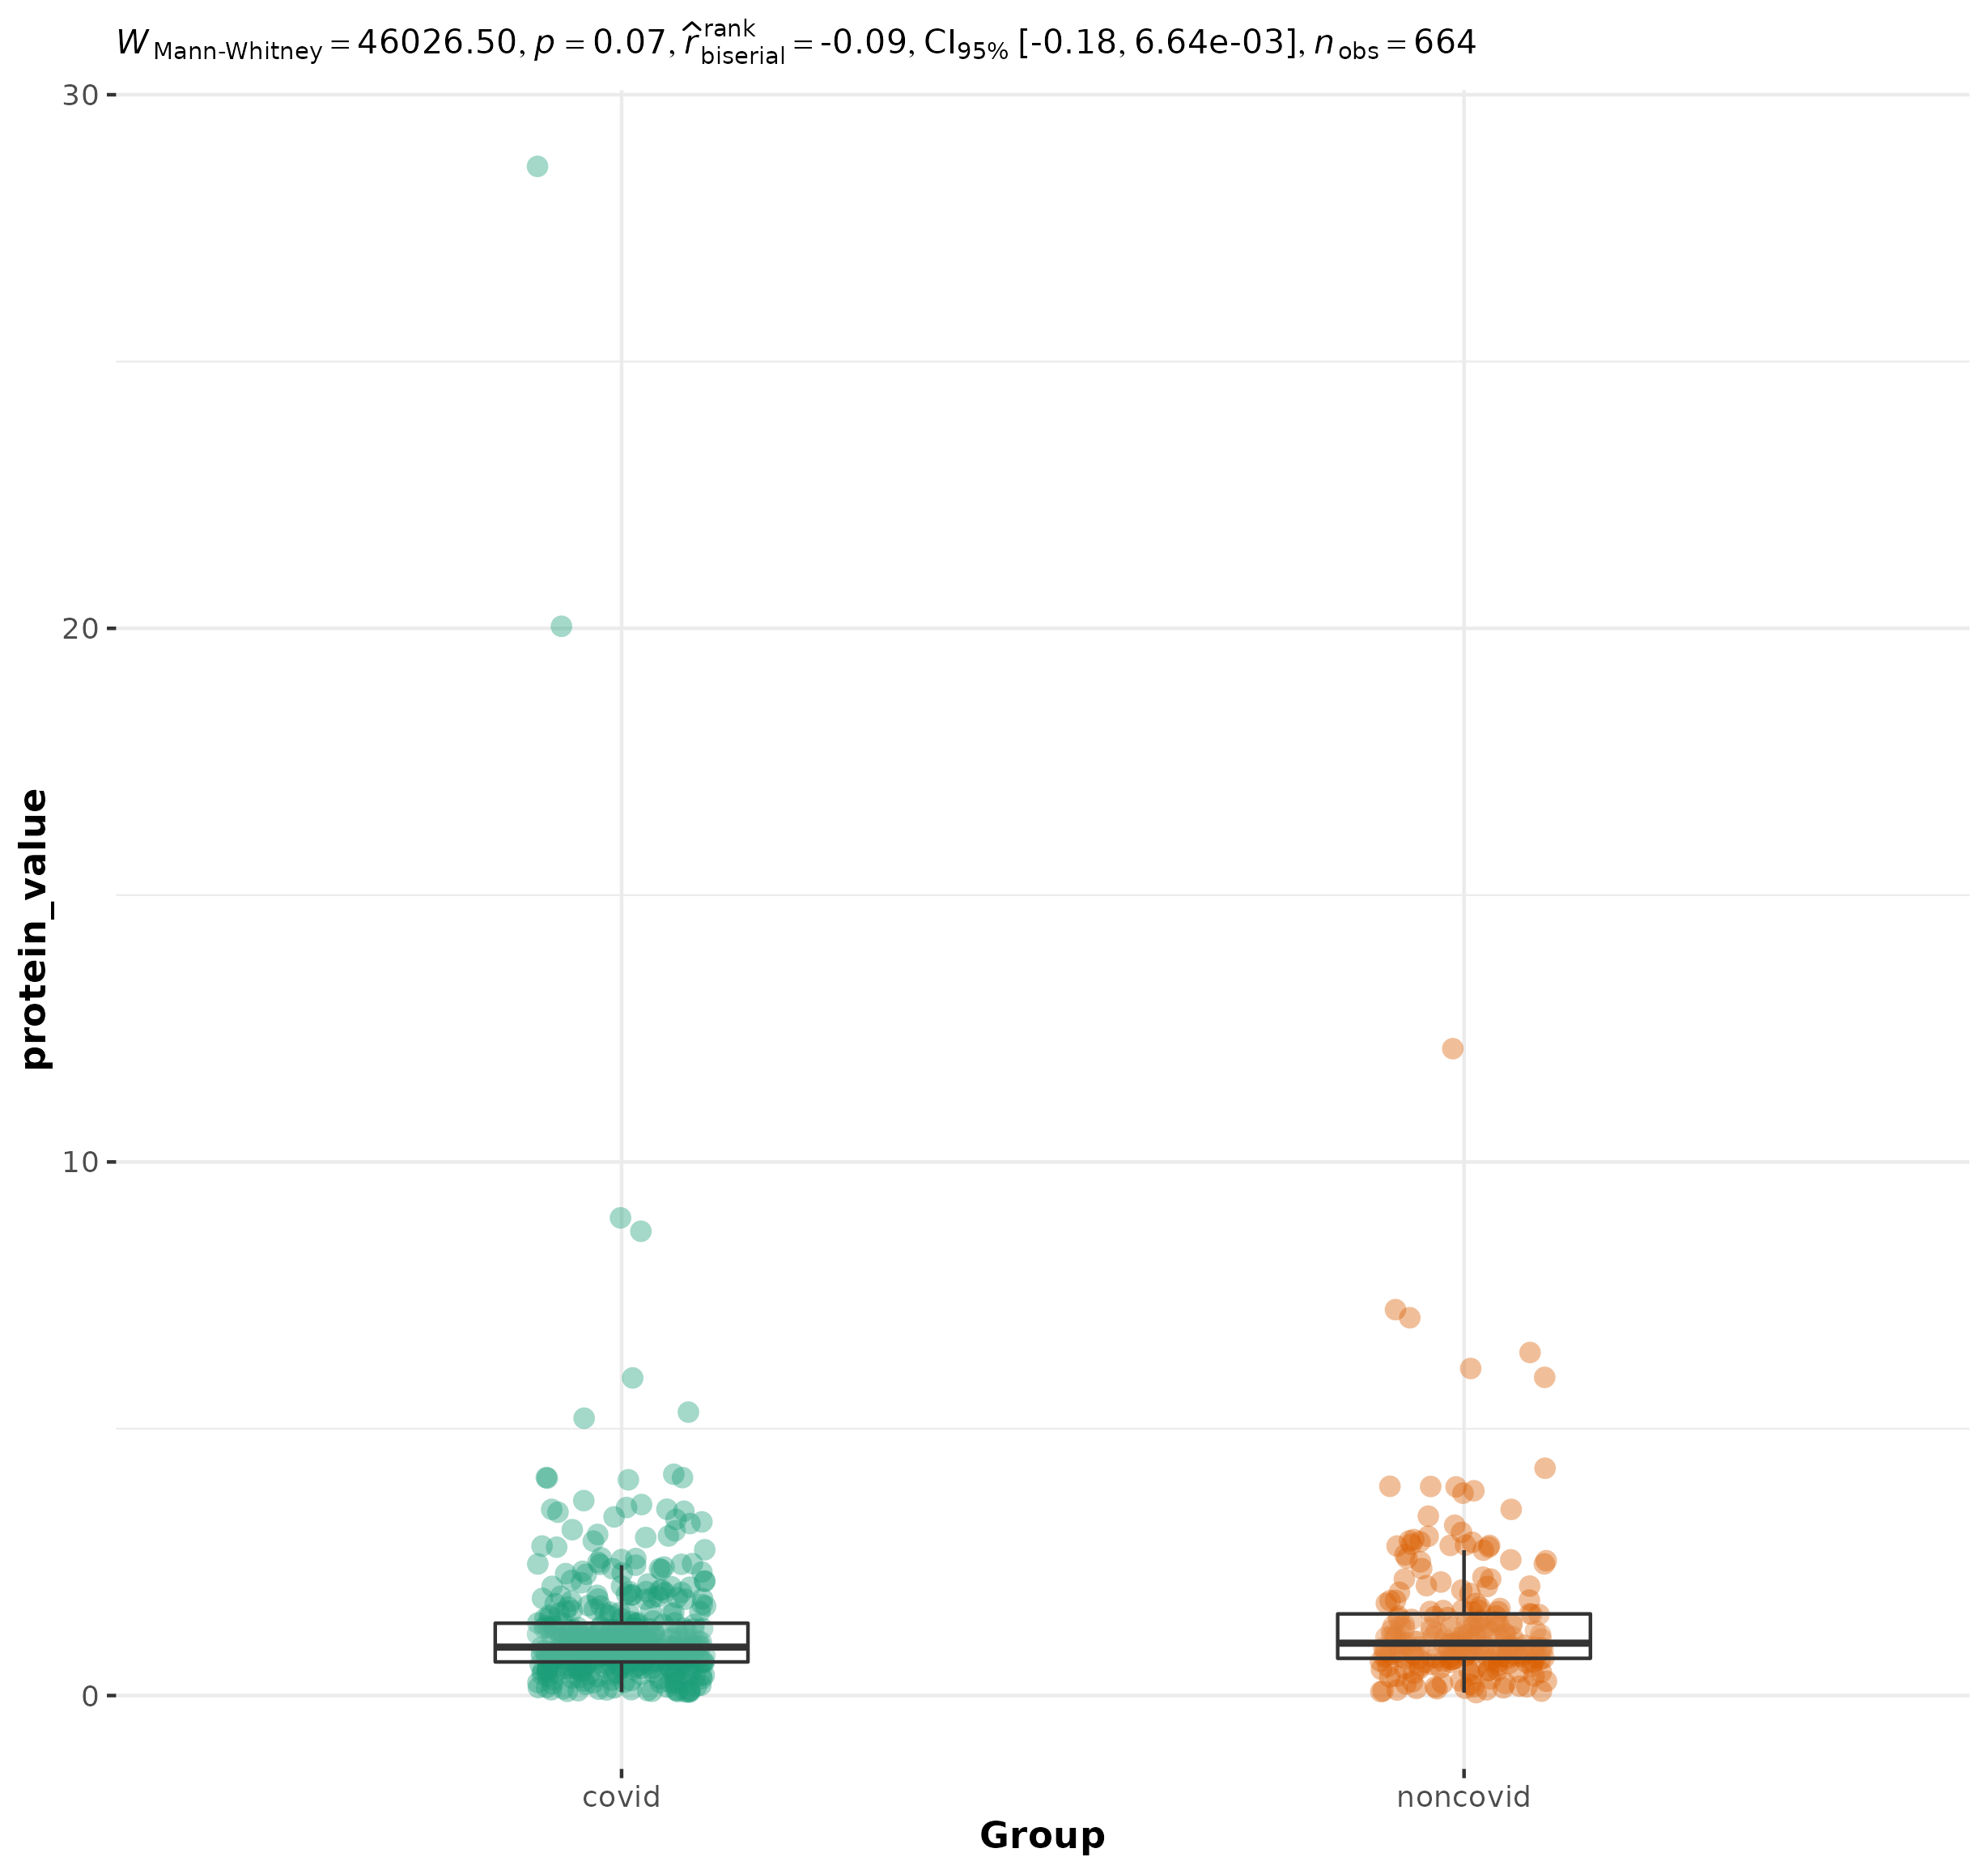 W Mann-Whitney = 46026.50, p = 0.07, r̂ rank biserial = -0.09, CI95% [-0.18, 6.64e-03], n obs = 664
30
20
10
0
protein_value
covid noncovid
Group